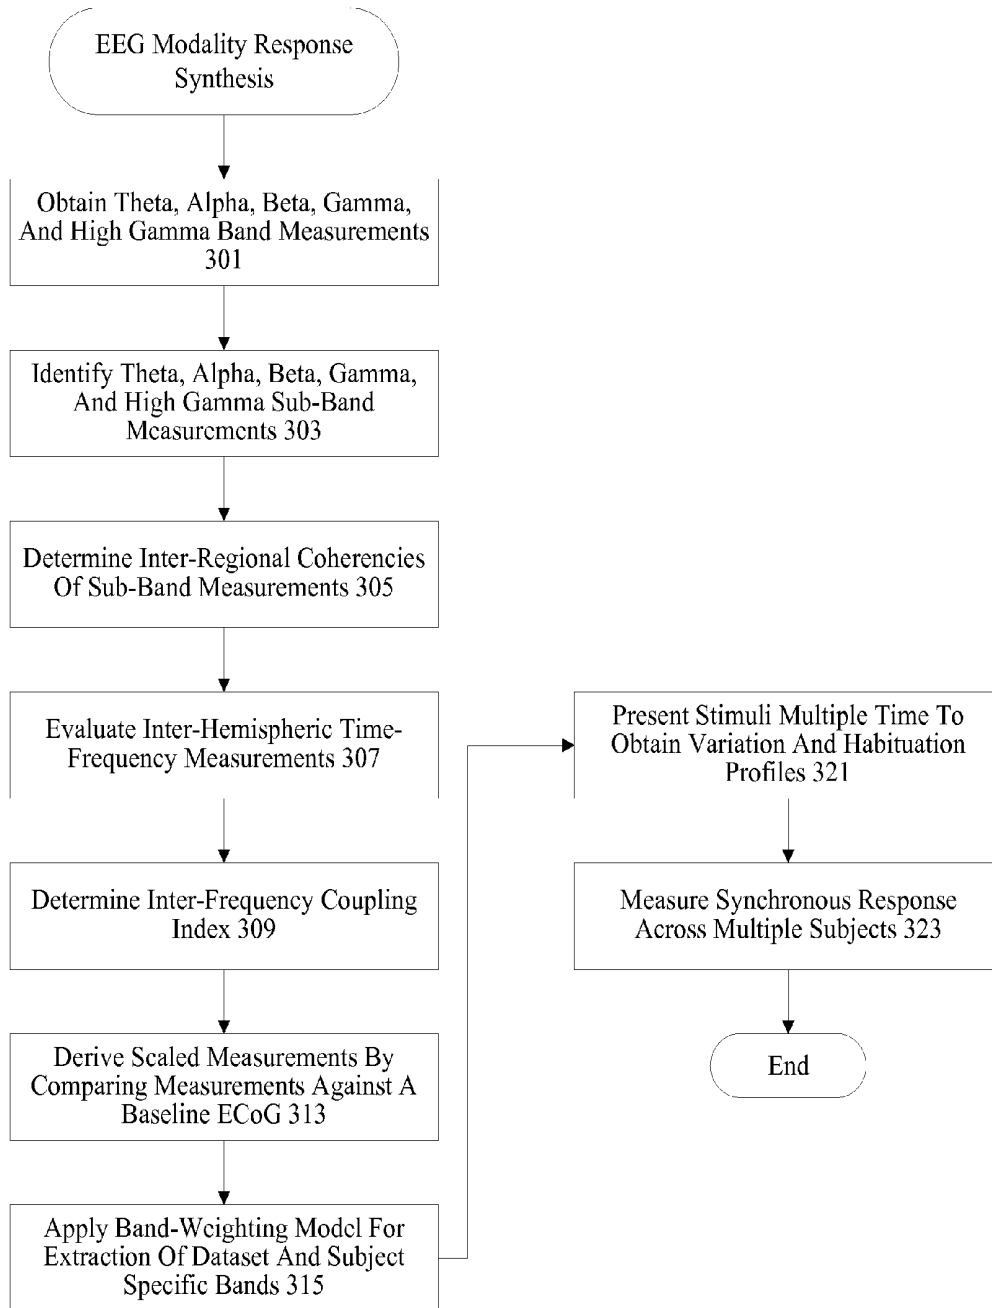 EEG Modality Response
Synthesis
Obtain Theta, Alpha, Beta, Gamma,
And High Gamma Band Measurements
301
Identify Theta, Alpha, Beta, Gamma,
And High Gamma Sub-Band
Measurements 303
Determine Inter-Regional Coherencies
Of Sub-Band Measurements 305
Evaluate Inter-Hemispheric Time-
Frequency Measurements 307
Determine Inter-Frequency Coupling
Index 309
Derive Scaled Measurements By
Comparing Measurements Against A
Baseline ECoG 313
Apply Band-Weighting Model For
Extraction Of Dataset And Subject
Specific Bands 315
Present Stimuli Multiple Time To
Obtain Variation And Habituation
Profiles 321
Measure Synchronous Response
Across Multiple Subjects 323
End